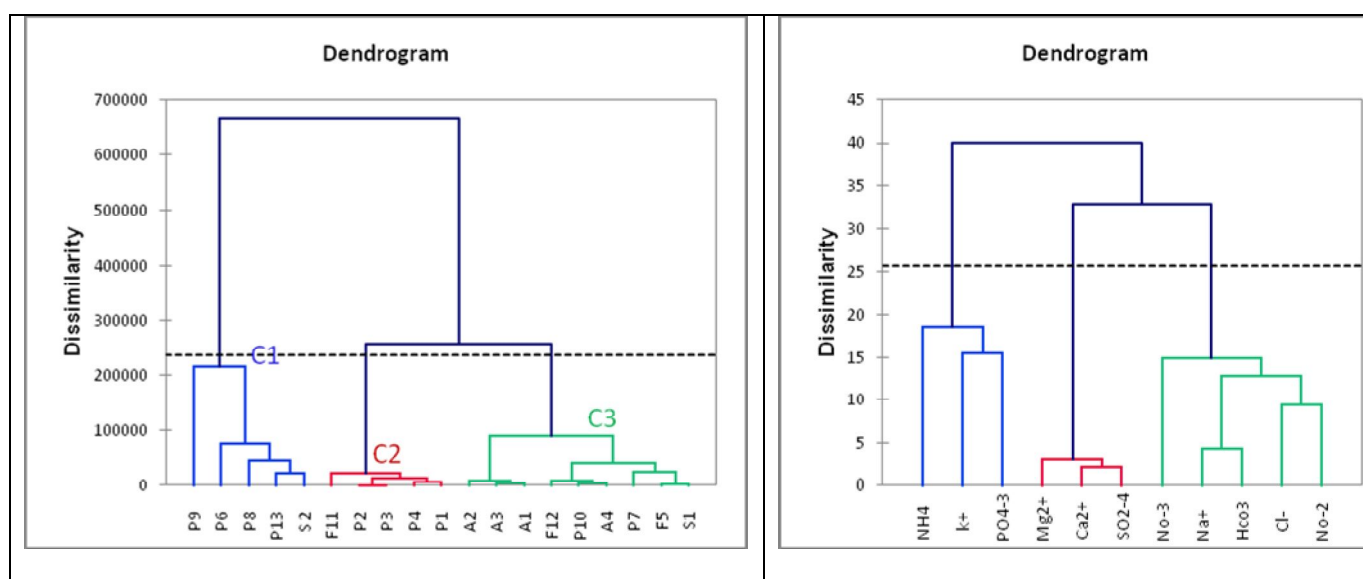 Dendrogram
700000
600000
500000
400000
300000
200000
100000
0
Dissimilarity
C1
C2
C3
P9 P6 P8 P13 S2 F11 P2 P3 P4 P1 A2 A3 A1 F12 P10 A4 P7 F5 S1
Dendrogram
45
40
35
30
25
20
15
10
5
0
Dissimilarity
NH4 k+ PO4-3 Mg2+ Ca2+ SO2-4 No-3 Na+ Hco3 Cl- No-2